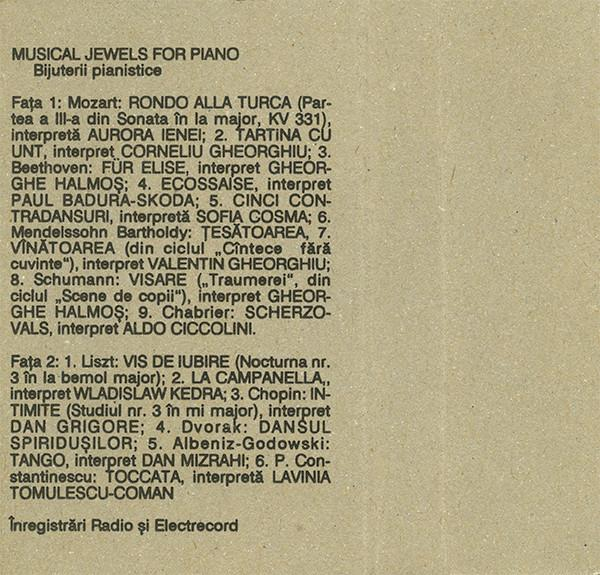 MUSICAL JEWELS FOR PIANO
Bijuterii pianistice
Fața 1: Mozart: RONDO ALLA TURCA (Par-
tea a III-a din Sonata în la major, KV 331),
interpretă AURORA IENEI; 2. TARTINA CU
UNT, interpret CORNELIU GHEORGHIU; 3.
Beethoven: FÜR ELISE, interpret GHEOR-
GHE HALMOȘ; 4. ECOSSAISE, interpret
PAUL BADURA-SKODA; 5. CINCI CON-
TRADANSURI, interpretă SOFIA COSMA; 6.
Mendelssohn Bartholdy: ȚESĂTOAREA, 7.
VÎNĂTOAREA (din ciclul „Cîntece fără
cuvinte“), interpret VALENTIN GHEORGHIU;
8. Schumann: VISARE („Traumerei“, din
ciclul „Scene de copii“), interpret GHEOR-
GHE HALMOȘ; 9. Chabrier: SCHERZO-
VALS, interpret ALDO CICCOLINI.
Fața 2: 1. Liszt: VIS DE IUBIRE (Nocturna nr.
3 în la bemol major); 2. LA CAMPANELLA,,
interpret WLADISLAW KEDRA; 3. Chopin: IN-
TIMITE (Studiul nr. 3 în mi major), interpret
DAN GRIGORE; 4. Dvorak: DANSUL
SPIRIDUȘILOR; 5. Albeniz-Godowski:
TANGO, interpret DAN MIZRAHI; 6. P. Con-
stantinescu: TOCCATA, interpretă LAVINIA
TOMULESCU-COMAN
Înregistrări Radio și Electrecord